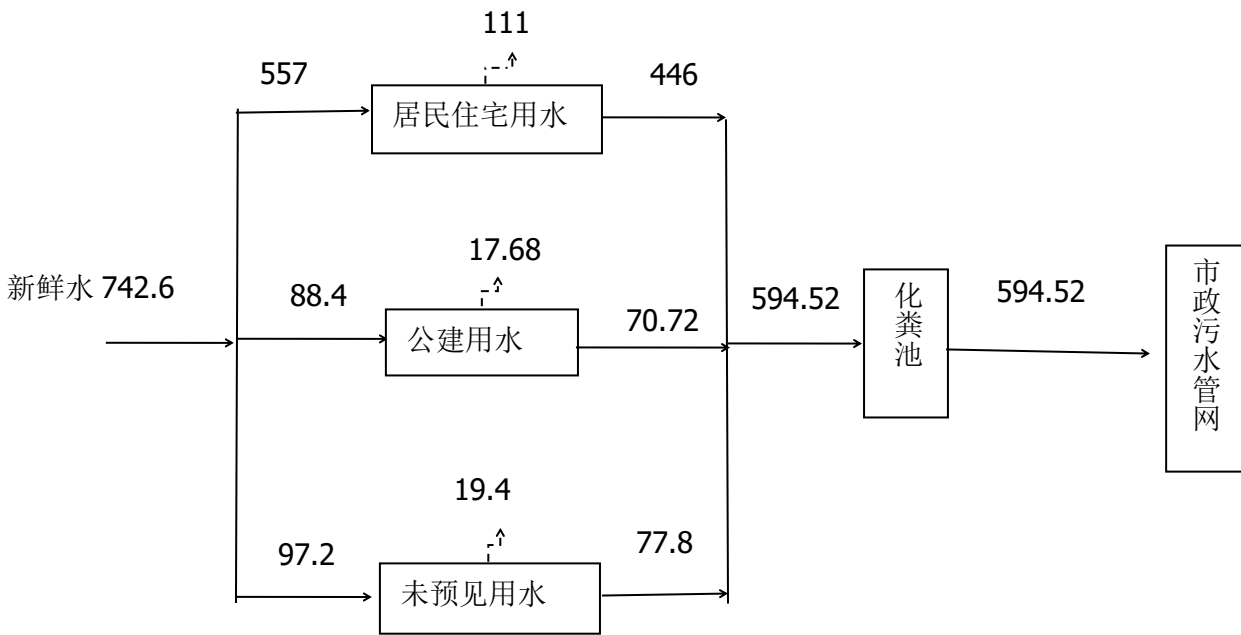 111
557
446
居民住宅用水
17.68
新鲜水 742.6
88.4
70.72
594.52
594.52
公建用水
化粪池
市政污水管网
19.4
97.2
77.8
未预见用水